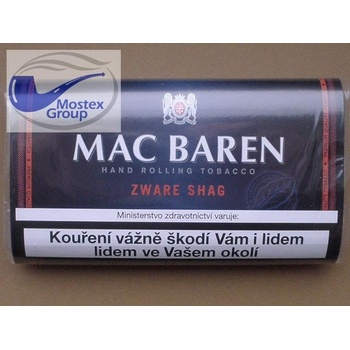 Mostex
Group
MAC BAREN
HAND ROLLING TOBACCO
ZWARE SHAG
Ministerstvo zdravotnictví varuje:
Kouření vážně škodí Vám i lidem
lidem ve Vašem okolí